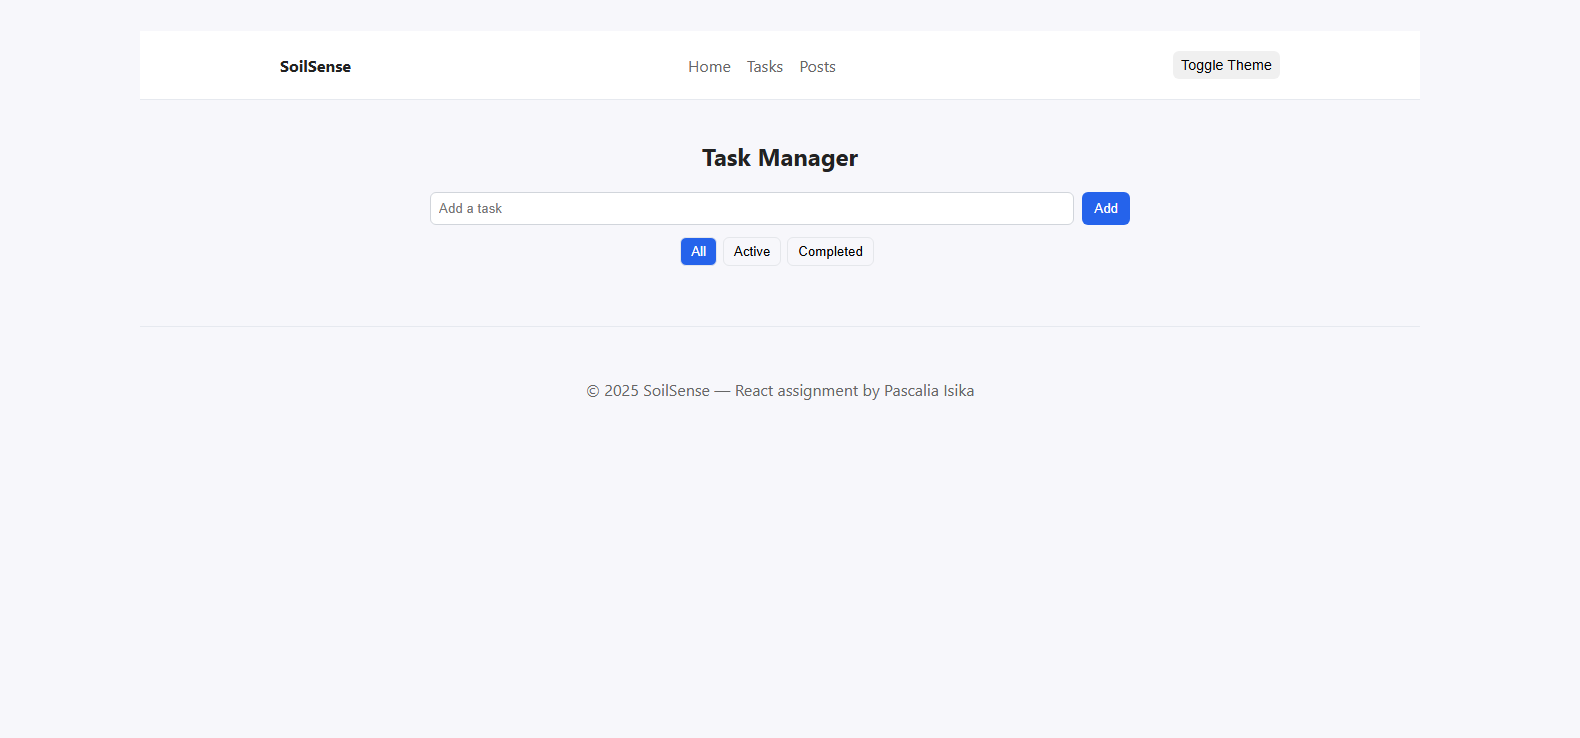 SoilSense
Home Tasks Posts
Toggle Theme
Task Manager
Add a task
Add
All
Active
Completed
© 2025 SoilSense — React assignment by Pascalia Isika